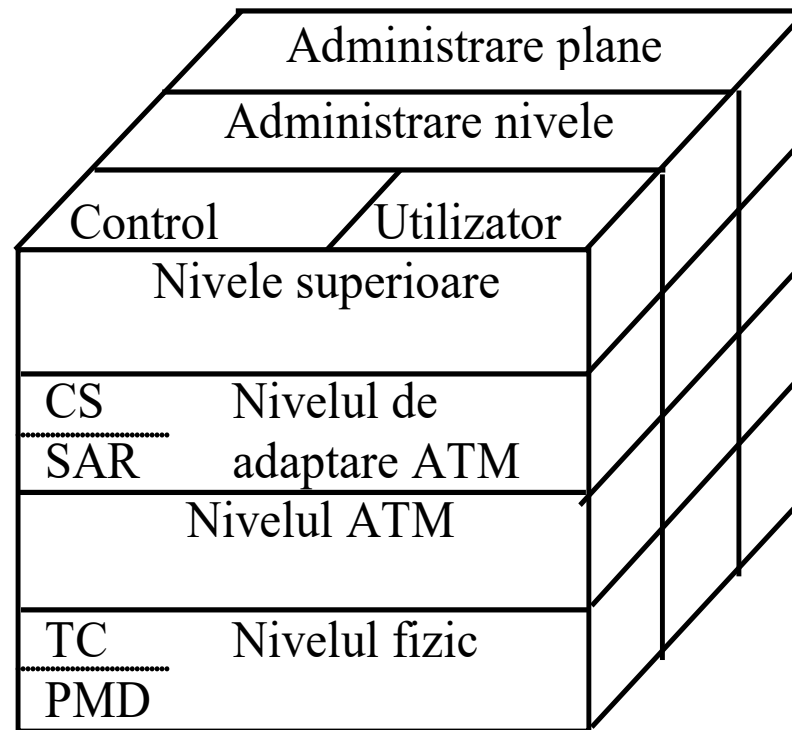 Administrare plane
Administrare nivele
Control Utilizator
Nivele superioare
CS Nivelul de
SAR adaptare ATM
Nivelul ATM
TC Nivelul fizic
PMD